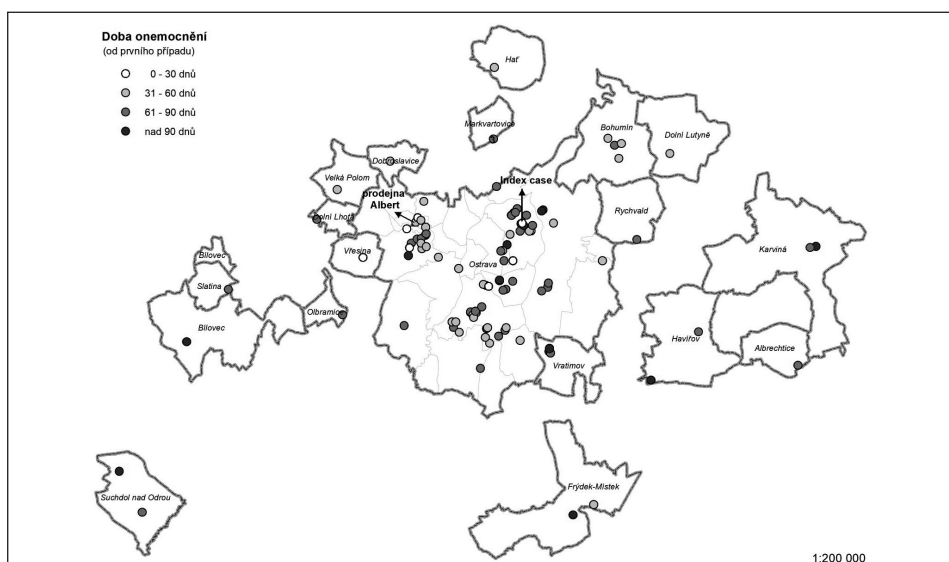 Doba onemocnění
(od prvního případu)
0 - 30 dnů
31 - 60 dnů
61 - 90 dnů
nad 90 dnů
Hať
Markvartovice
Bohumín
Dolní Lutyně
Dobroslavice
Velká Polom
Index case
prodejna
Albert
Dolní Lhota
Rychvald
Karviná
Vřesina
Ostrava
Bílovec
Slatina
Olbramice
Bílovec
Havířov
Albrechtice
Vratimov
Frýdek-Místek
Suchdol nad Odrou
1:200 000